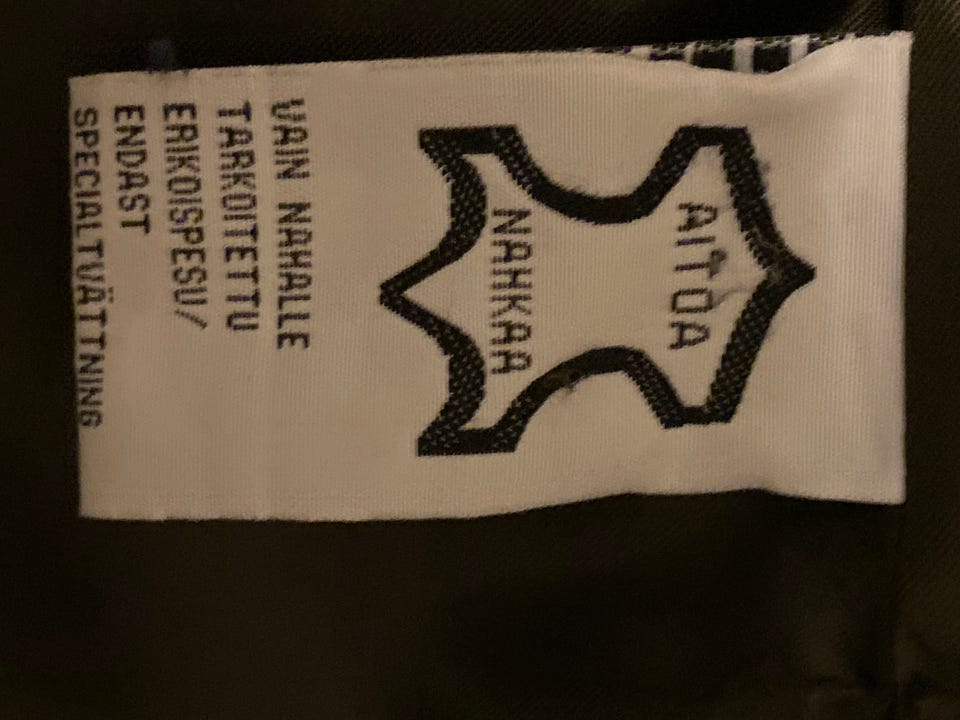 AITOA
NAHKAA
VAIN NAHALLE
TARKOITETTU
ERIKOISPESU/
ENDAST
SPECIALTVÄTTNING